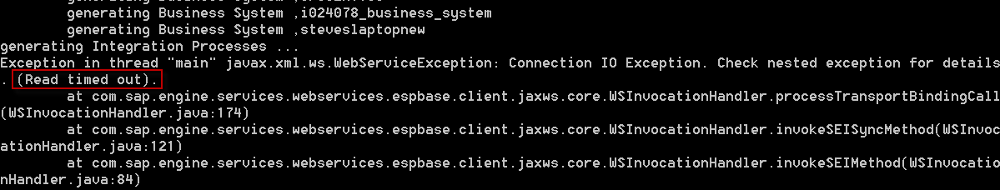 generating Business System ,i024078_business_system
generating Business System ,steveslaptopnew
generating Integration Processes ...
Exception in thread "main" javax.xml.ws.WebServiceException: Connection IO Exception. Check nested exception for details
. (Read timed out).
at com.sap.engine.services.webservices.espbase.client.jaxws.core.WSInvocationHandler.processTransportBindingCall
(WSInvocationHandler.java:174)
at com.sap.engine.services.webservices.espbase.client.jaxws.core.WSInvocationHandler.invokeSEISyncMethod(WSInvoc
ationHandler.java:121)
at com.sap.engine.services.webservices.espbase.client.jaxws.core.WSInvocationHandler.invokeSEIMethod(WSInvocatio
nHandler.java:84)